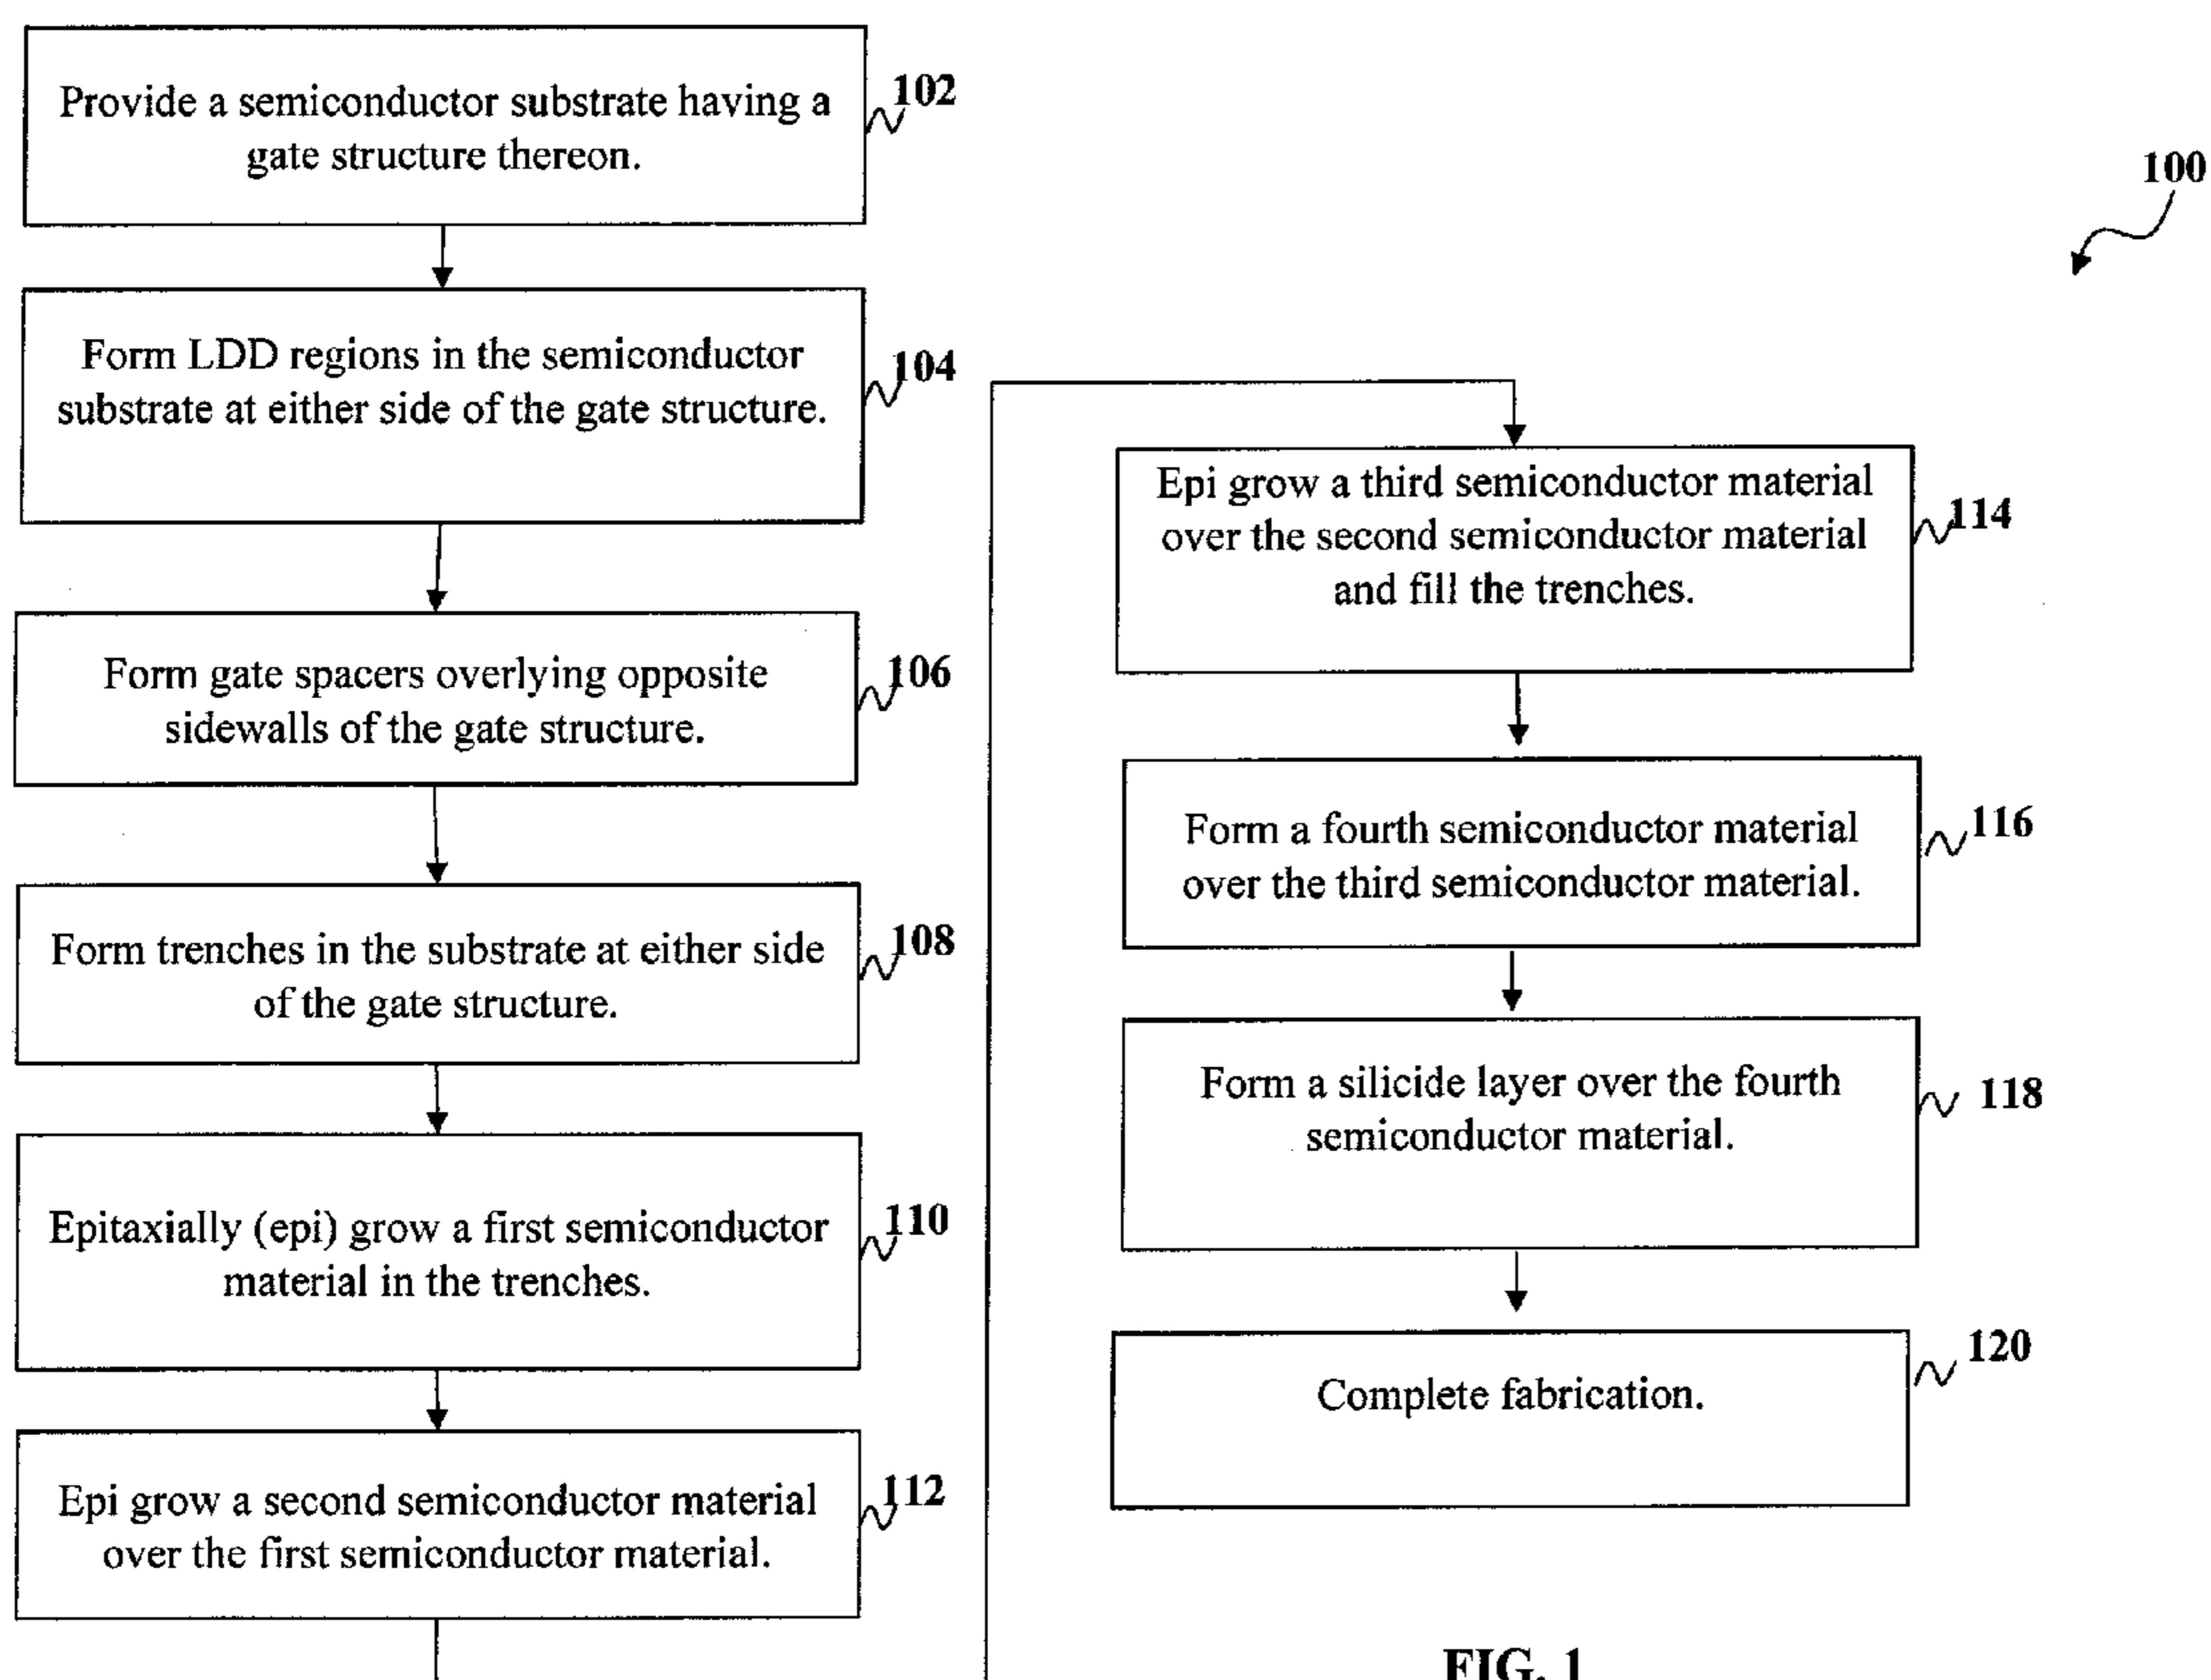 Provide a semiconductor substrate having a
gate structure thereon.
102
Form LDD regions in the semiconductor
substrate at either side of the gate structure.
104
Form gate spacers overlying opposite
sidewalls of the gate structure.
106
Form trenches in the substrate at either side
of the gate structure.
108
Epitaxially (epi) grow a first semiconductor
material in the trenches.
110
Epi grow a second semiconductor material
over the first semiconductor material.
112
100
Epi grow a third semiconductor material
over the second semiconductor material
and fill the trenches.
114
Form a fourth semiconductor material
over the third semiconductor material.
116
Form a silicide layer over the fourth
semiconductor material.
118
Complete fabrication.
120
FIG. 1